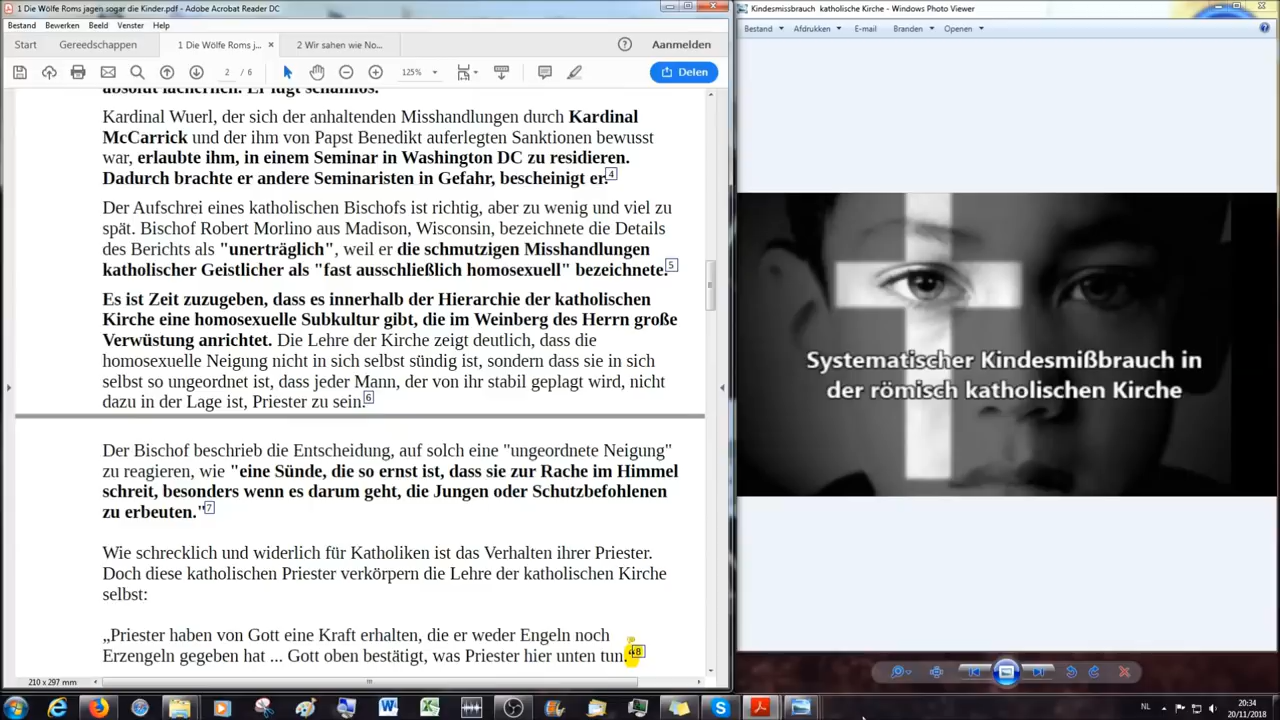 1 Die Wölfe Roms jagen sogar die Kinder.pdf - Adobe Acrobat Reader DC
Bestand Bewerken Beeld Venster Help
Start Gereedschappen 1 Die Wölfe Roms j... × 2 Wir sahen wie No... Aanmelden
2 / 6 125% Delen
absolut lächerlich. Er lügt schamlos.
Kardinal Wuerl, der sich der anhaltenden Misshandlungen durch Kardinal
McCarrick und der ihm von Papst Benedikt auferlegten Sanktionen bewusst
war, erlaubte ihm, in einem Seminar in Washington DC zu residieren.
Dadurch brachte er andere Seminaristen in Gefahr, bescheinigt er.4
Der Aufschrei eines katholischen Bischofs ist richtig, aber zu wenig und viel zu
spät. Bischof Robert Morlino aus Madison, Wisconsin, bezeichnete die Details
des Berichts als "unerträglich", weil er die schmutzigen Misshandlungen
katholischer Geistlicher als "fast ausschließlich homosexuell" bezeichnete.5
Es ist Zeit zuzugeben, dass es innerhalb der Hierarchie der katholischen
Kirche eine homosexuelle Subkultur gibt, die im Weinberg des Herrn große
Verwüstung anrichtet. Die Lehre der Kirche zeigt deutlich, dass die
homosexuelle Neigung nicht in sich selbst sündig ist, sondern dass sie in sich
selbst so ungeordnet ist, dass jeder Mann, der von ihr stabil geplagt wird, nicht
dazu in der Lage ist, Priester zu sein.6
Der Bischof beschrieb die Entscheidung, auf solch eine "ungeordnete Neigung"
zu reagieren, wie "eine Sünde, die so ernst ist, dass sie zur Rache im Himmel
schreit, besonders wenn es darum geht, die Jungen oder Schutzbefohlenen
zu erbeuten."7
Wie schrecklich und widerlich für Katholiken ist das Verhalten ihrer Priester.
Doch diese katholischen Priester verkörpern die Lehre der katholischen Kirche
selbst:
„Priester haben von Gott eine Kraft erhalten, die er weder Engeln noch
Erzengeln gegeben hat ... Gott oben bestätigt, was Priester hier unten tun.“8
210 x 297 mm
Kindesmissbrauch katholische Kirche - Windows Photo Viewer
Bestand Afdrukken E-mail Branden Openen
Systematischer Kindesmißbrauch in
der römisch katholischen Kirche
NL
20:34
20/11/2018